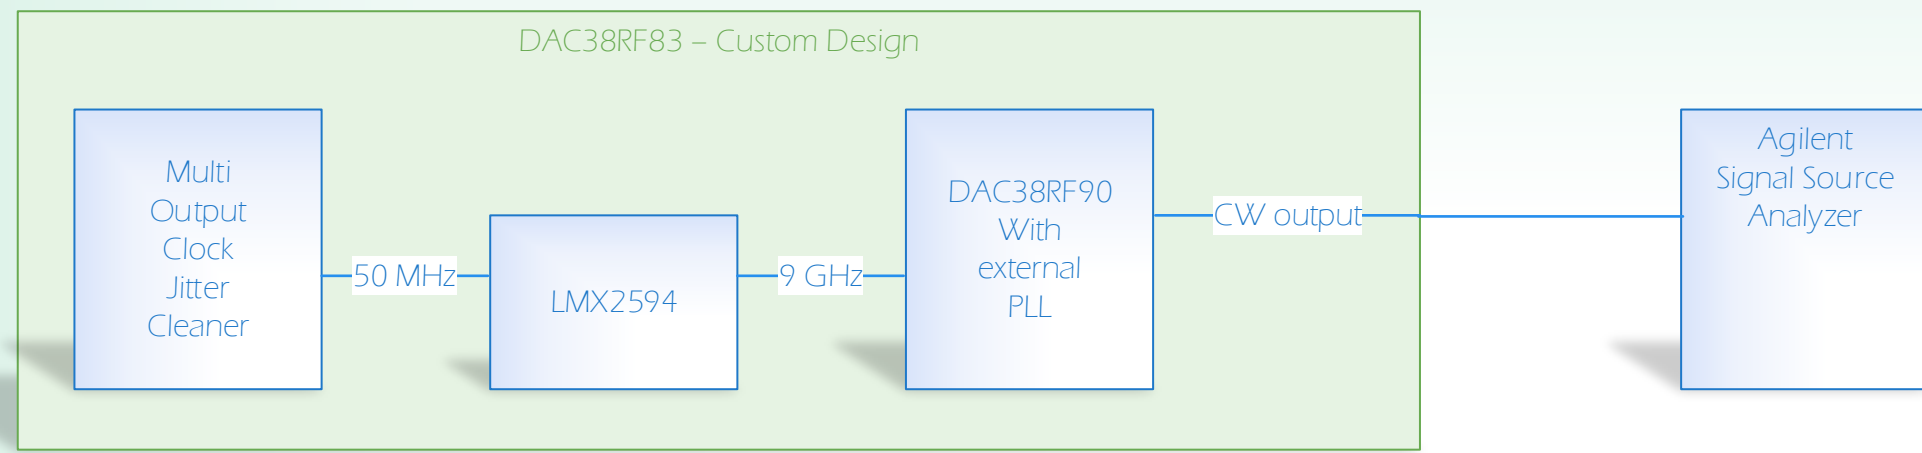 DAC38RF83 – Custom Design
Multi
Output
Clock
Jitter
Cleaner
50 MHz
LMX2594
9 GHz
DAC38RF90
With
external
PLL
CW output
Agilent
Signal Source
Analyzer